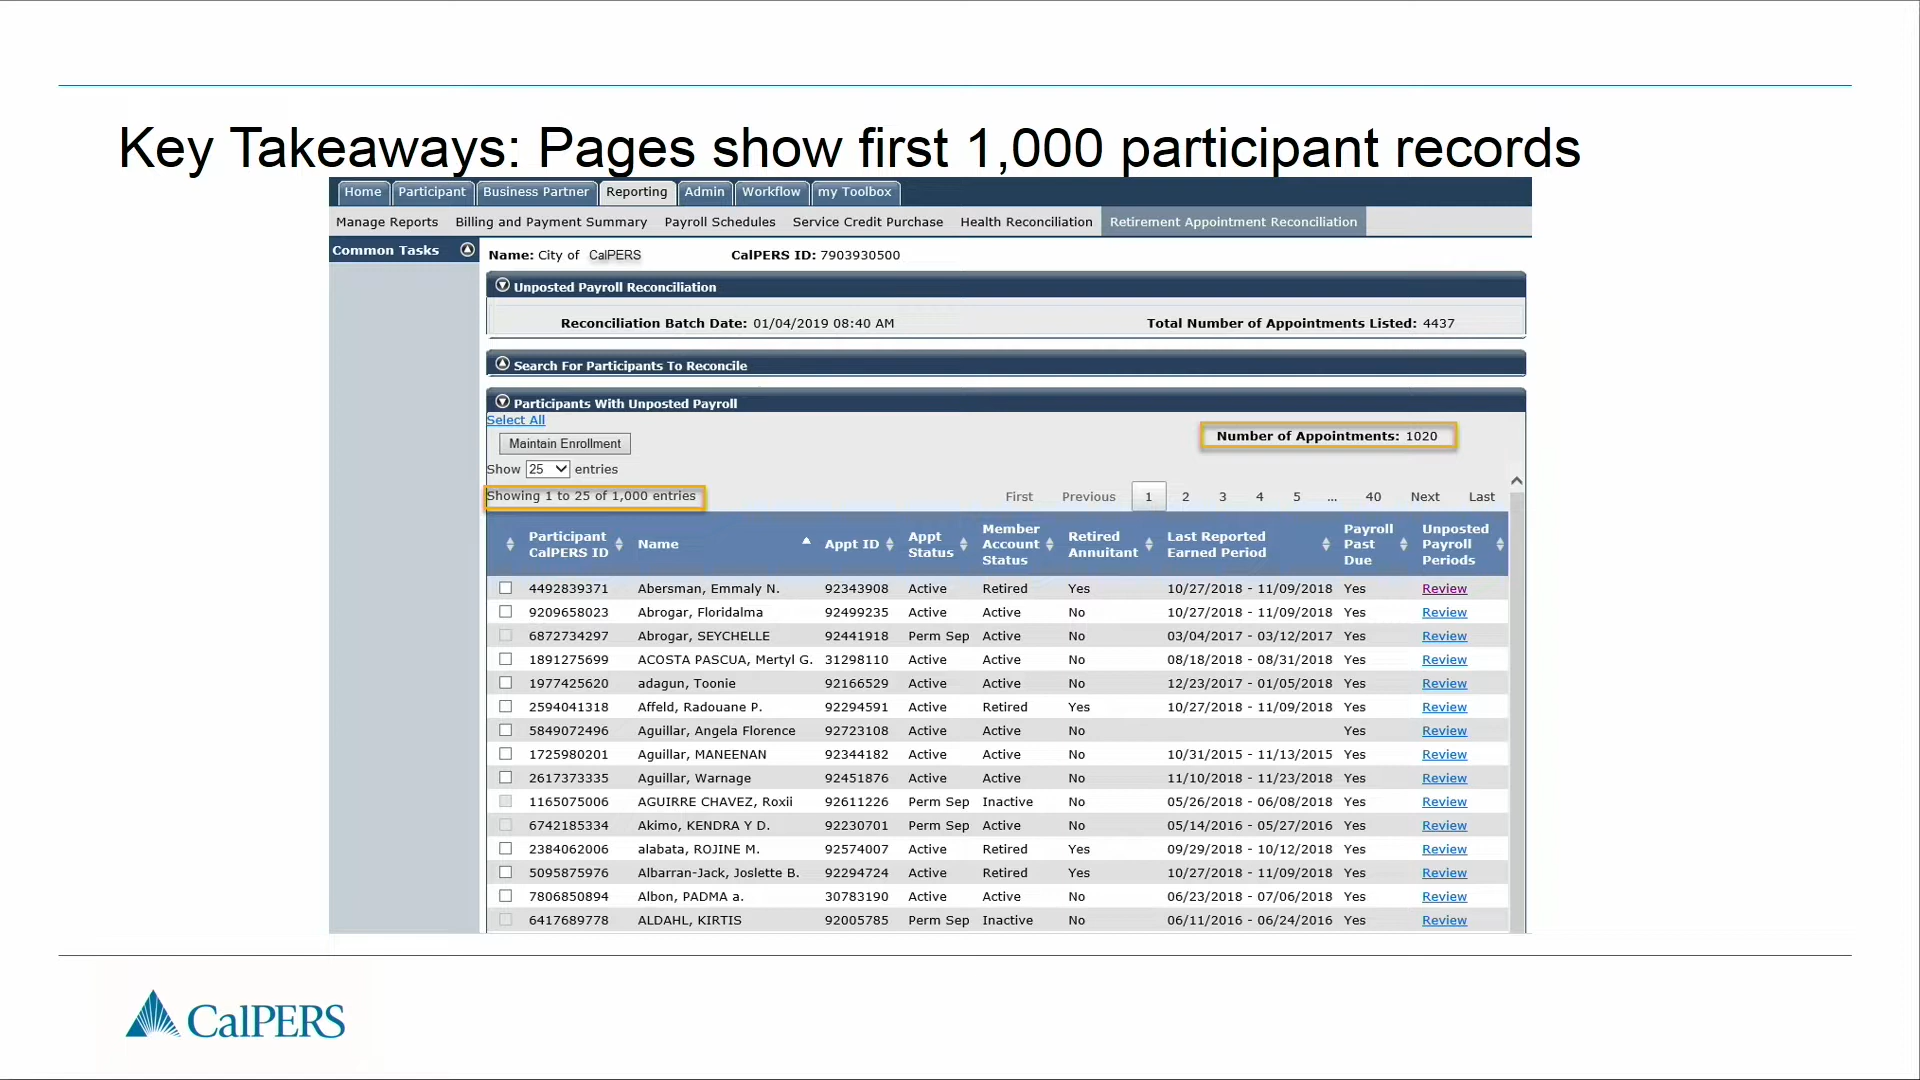 Key Takeaways: Pages show first 1,000 participant records
Home Participant Business Partner Reporting Admin Workflow my Toolbox
Manage Reports Billing and Payment Summary Payroll Schedules Service Credit Purchase Health Reconciliation Retirement Appointment Reconciliation
Common Tasks
Name: City of CalPERS CalPERS ID: 7903930500
Unposted Payroll Reconciliation
Reconciliation Batch Date: 01/04/2019 08:40 AM Total Number of Appointments Listed: 4437
Search For Participants To Reconcile
Participants With Unposted Payroll
Select All
Maintain Enrollment Number of Appointments: 1020
Show 25 entries
Showing 1 to 25 of 1,000 entries First Previous 1 2 3 4 5 ... 40 Next Last
Participant CalPERS ID Name Appt ID Appt Status Member Account Status Retired Annuitant Last Reported Earned Period Payroll Past Due Unposted Payroll Periods
4492839371 Abersman, Emmaly N. 92343908 Active Retired Yes 10/27/2018 - 11/09/2018 Yes Review
9209658023 Abrogar, Floridalma 92499235 Active Active No 10/27/2018 - 11/09/2018 Yes Review
6872734297 Abrogar, SEYCHELLE 92441918 Perm Sep Active No 03/04/2017 - 03/12/2017 Yes Review
1891275699 ACOSTA PASCUA, Mertyl G. 31298110 Active Active No 08/18/2018 - 08/31/2018 Yes Review
1977425620 adagun, Toonie 92166529 Active Active No 12/23/2017 - 01/05/2018 Yes Review
2594041318 Affeld, Radouane P. 92294591 Active Retired Yes 10/27/2018 - 11/09/2018 Yes Review
5849072496 Aguillar, Angela Florence 92723108 Active Active No Yes Review
1725980201 Aguillar, MANEENAN 92344182 Active Active No 10/31/2015 - 11/13/2015 Yes Review
2617373335 Aguillar, Warnage 92451876 Active Active No 11/10/2018 - 11/23/2018 Yes Review
1165075006 AGUIRRE CHAVEZ, Roxii 92611226 Perm Sep Inactive No 05/26/2018 - 06/08/2018 Yes Review
6742185334 Akimo, KENDRA Y D. 92230701 Perm Sep Active No 05/14/2016 - 05/27/2016 Yes Review
2384062006 alabata, ROJINE M. 92574007 Active Retired Yes 09/29/2018 - 10/12/2018 Yes Review
5095875976 Albarran-Jack, Joslette B. 92294724 Active Retired Yes 10/27/2018 - 11/09/2018 Yes Review
7806850894 Albon, PADMA a. 30783190 Active Active No 06/23/2018 - 07/06/2018 Yes Review
6417689778 ALDAHL, KIRTIS 92005785 Perm Sep Inactive No 06/11/2016 - 06/24/2016 Yes Review
CalPERS